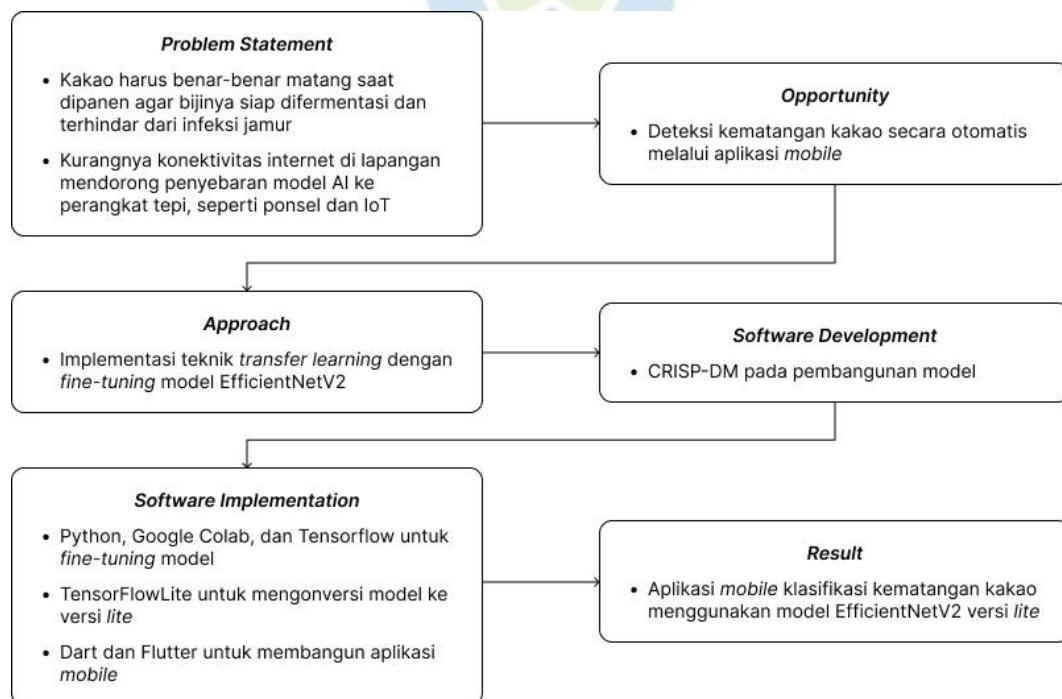 Problem Statement
• Kakao harus benar-benar matang saat
dipanen agar bijinya siap difermentasi dan
terhindar dari infeksi jamur
• Kurangnya konektivitas internet di lapangan
mendorong penyebaran model AI ke
perangkat tepi, seperti ponsel dan IoT
Opportunity
• Deteksi kematangan kakao secara otomatis
melalui aplikasi mobile
Approach
• Implementasi teknik transfer learning dengan
fine-tuning model EfficientNetV2
Software Development
• CRISP-DM pada pembangunan model
Software Implementation
• Python, Google Colab, dan Tensorflow untuk
fine-tuning model
• TensorFlowLite untuk mengonversi model ke
versi lite
• Dart dan Flutter untuk membangun aplikasi
mobile
Result
• Aplikasi mobile klasifikasi kematangan kakao
menggunakan model EfficientNetV2 versi lite